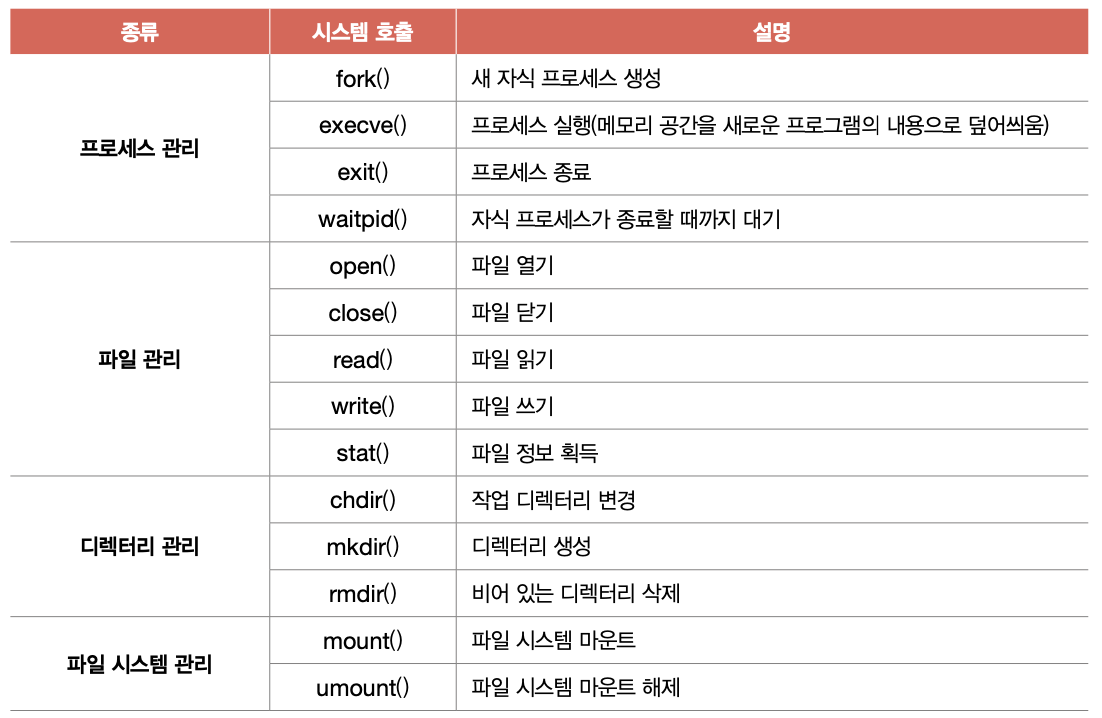 종류 시스템 호출 설명
프로세스 관리
fork() 새 자식 프로세스 생성
execve() 프로세스 실행(메모리 공간을 새로운 프로그램의 내용으로 덮어씌움)
exit() 프로세스 종료
waitpid() 자식 프로세스가 종료할 때까지 대기
파일 관리
open() 파일 열기
close() 파일 닫기
read() 파일 읽기
write() 파일 쓰기
stat() 파일 정보 획득
디렉터리 관리
chdir() 작업 디렉터리 변경
mkdir() 디렉터리 생성
rmdir() 비어 있는 디렉터리 삭제
파일 시스템 관리
mount() 파일 시스템 마운트
umount() 파일 시스템 마운트 해제